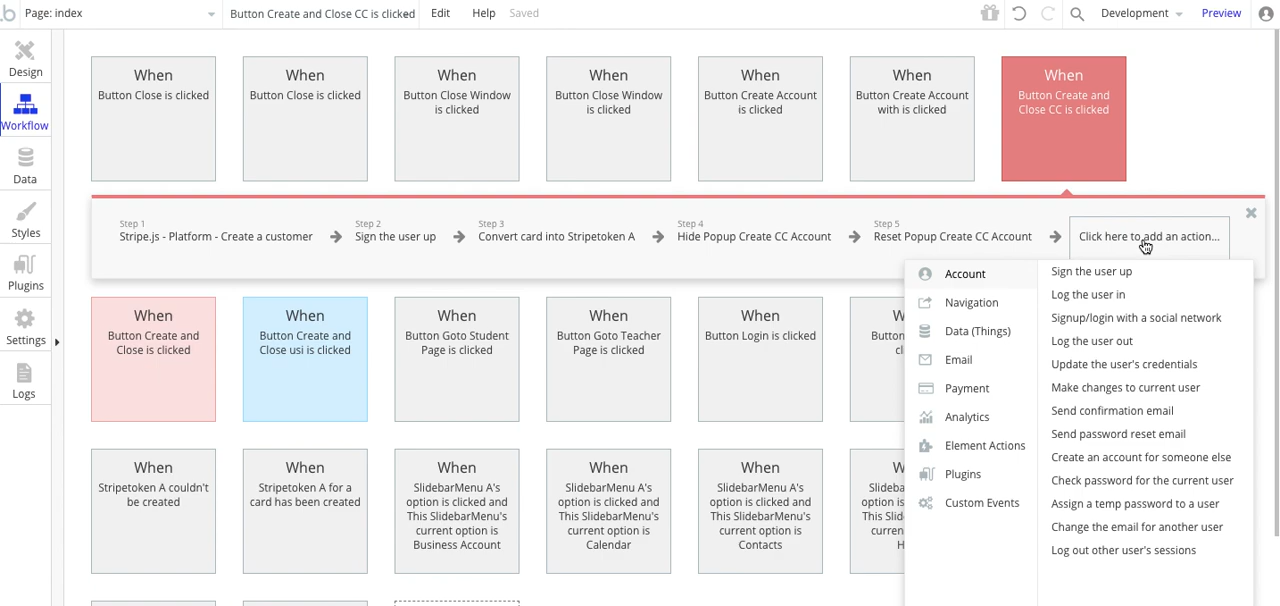 .b Page: index Button Create and Close CC is clicked Edit Help Saved Development Preview
Design
Workflow
Data
Styles
Plugins
Settings
Logs
When
Button Close is clicked
When
Button Close is clicked
When
Button Close Window
is clicked
When
Button Close Window
is clicked
When
Button Create Account
is clicked
When
Button Create Account
with is clicked
When
Button Create and
Close CC is clicked
Step 1
Stripe.js - Platform - Create a customer
Step 2
Sign the user up
Step 3
Convert card into Stripetoken A
Step 4
Hide Popup Create CC Account
Step 5
Reset Popup Create CC Account
Click here to add an action...
Account
Navigation
Data (Things)
Email
Payment
Analytics
Element Actions
Plugins
Custom Events
Sign the user up
Log the user in
Signup/login with a social network
Log the user out
Update the user's credentials
Make changes to current user
Send confirmation email
Send password reset email
Create an account for someone else
Check password for the current user
Assign a temp password to a user
Change the email for another user
Log out other user's sessions
When
Button Create and
Close is clicked
When
Button Create and
Close usi is clicked
When
Button Goto Student
Page is clicked
When
Button Goto Teacher
Page is clicked
When
Button Login is clicked
When
Stripetoken A couldn't
be created
When
Stripetoken A for a
card has been created
When
SlidebarMenu A's
option is clicked and
This SlidebarMenu's
current option is
Business Account
When
SlidebarMenu A's
option is clicked and
This SlidebarMenu's
current option is
Calendar
When
SlidebarMenu A's
option is clicked and
This SlidebarMenu's
current option is
Contacts